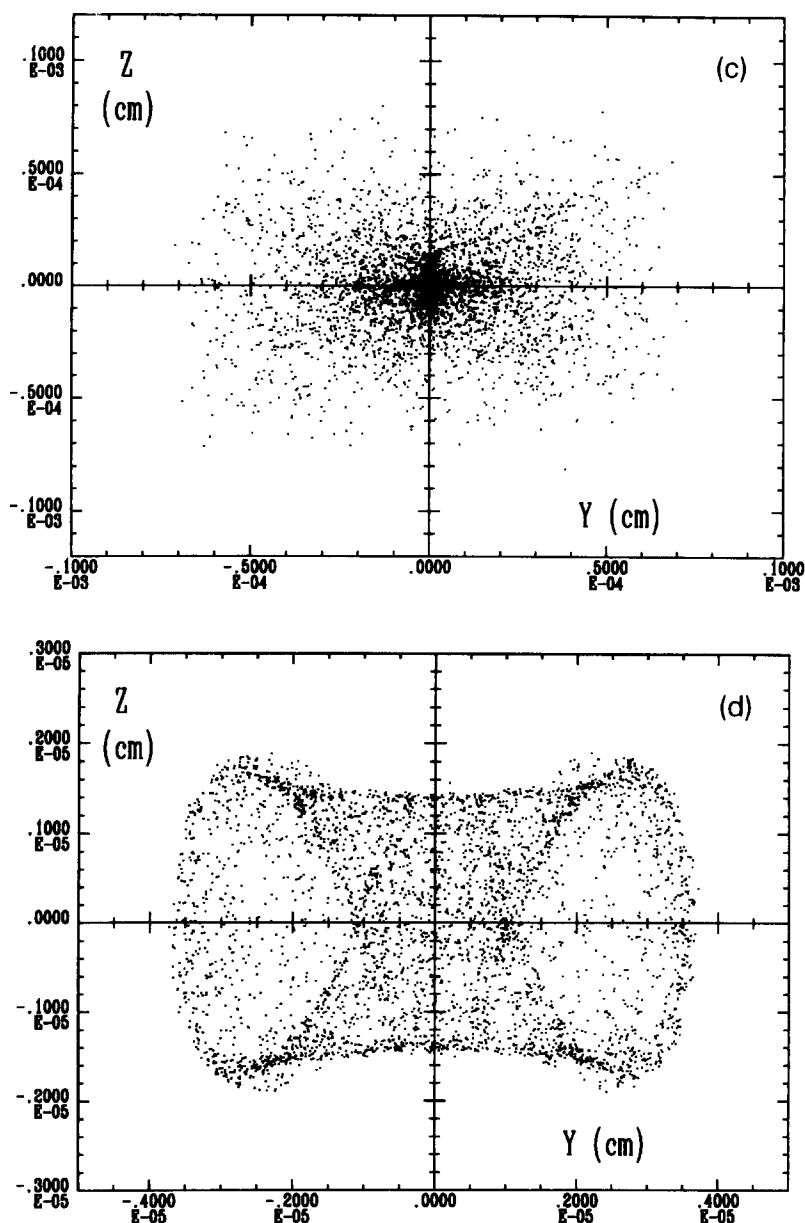 .1000
E-03
Z
(cm)
(c)
.5000
E-04
.0000
-.5000
E-04
-.1000
E-03
Y (cm)
-.1000
E-03
-.5000
E-04
.0000
.5000
E-04
.1000
E-03
.3000
E-05
Z
(cm)
(d)
.2000
E-05
.1000
E-05
.0000
-.1000
E-05
-.2000
E-05
Y (cm)
-.3000
E-05
-.4000
E-05
-.2000
E-05
.0000
.2000
E-05
.4000
E-05